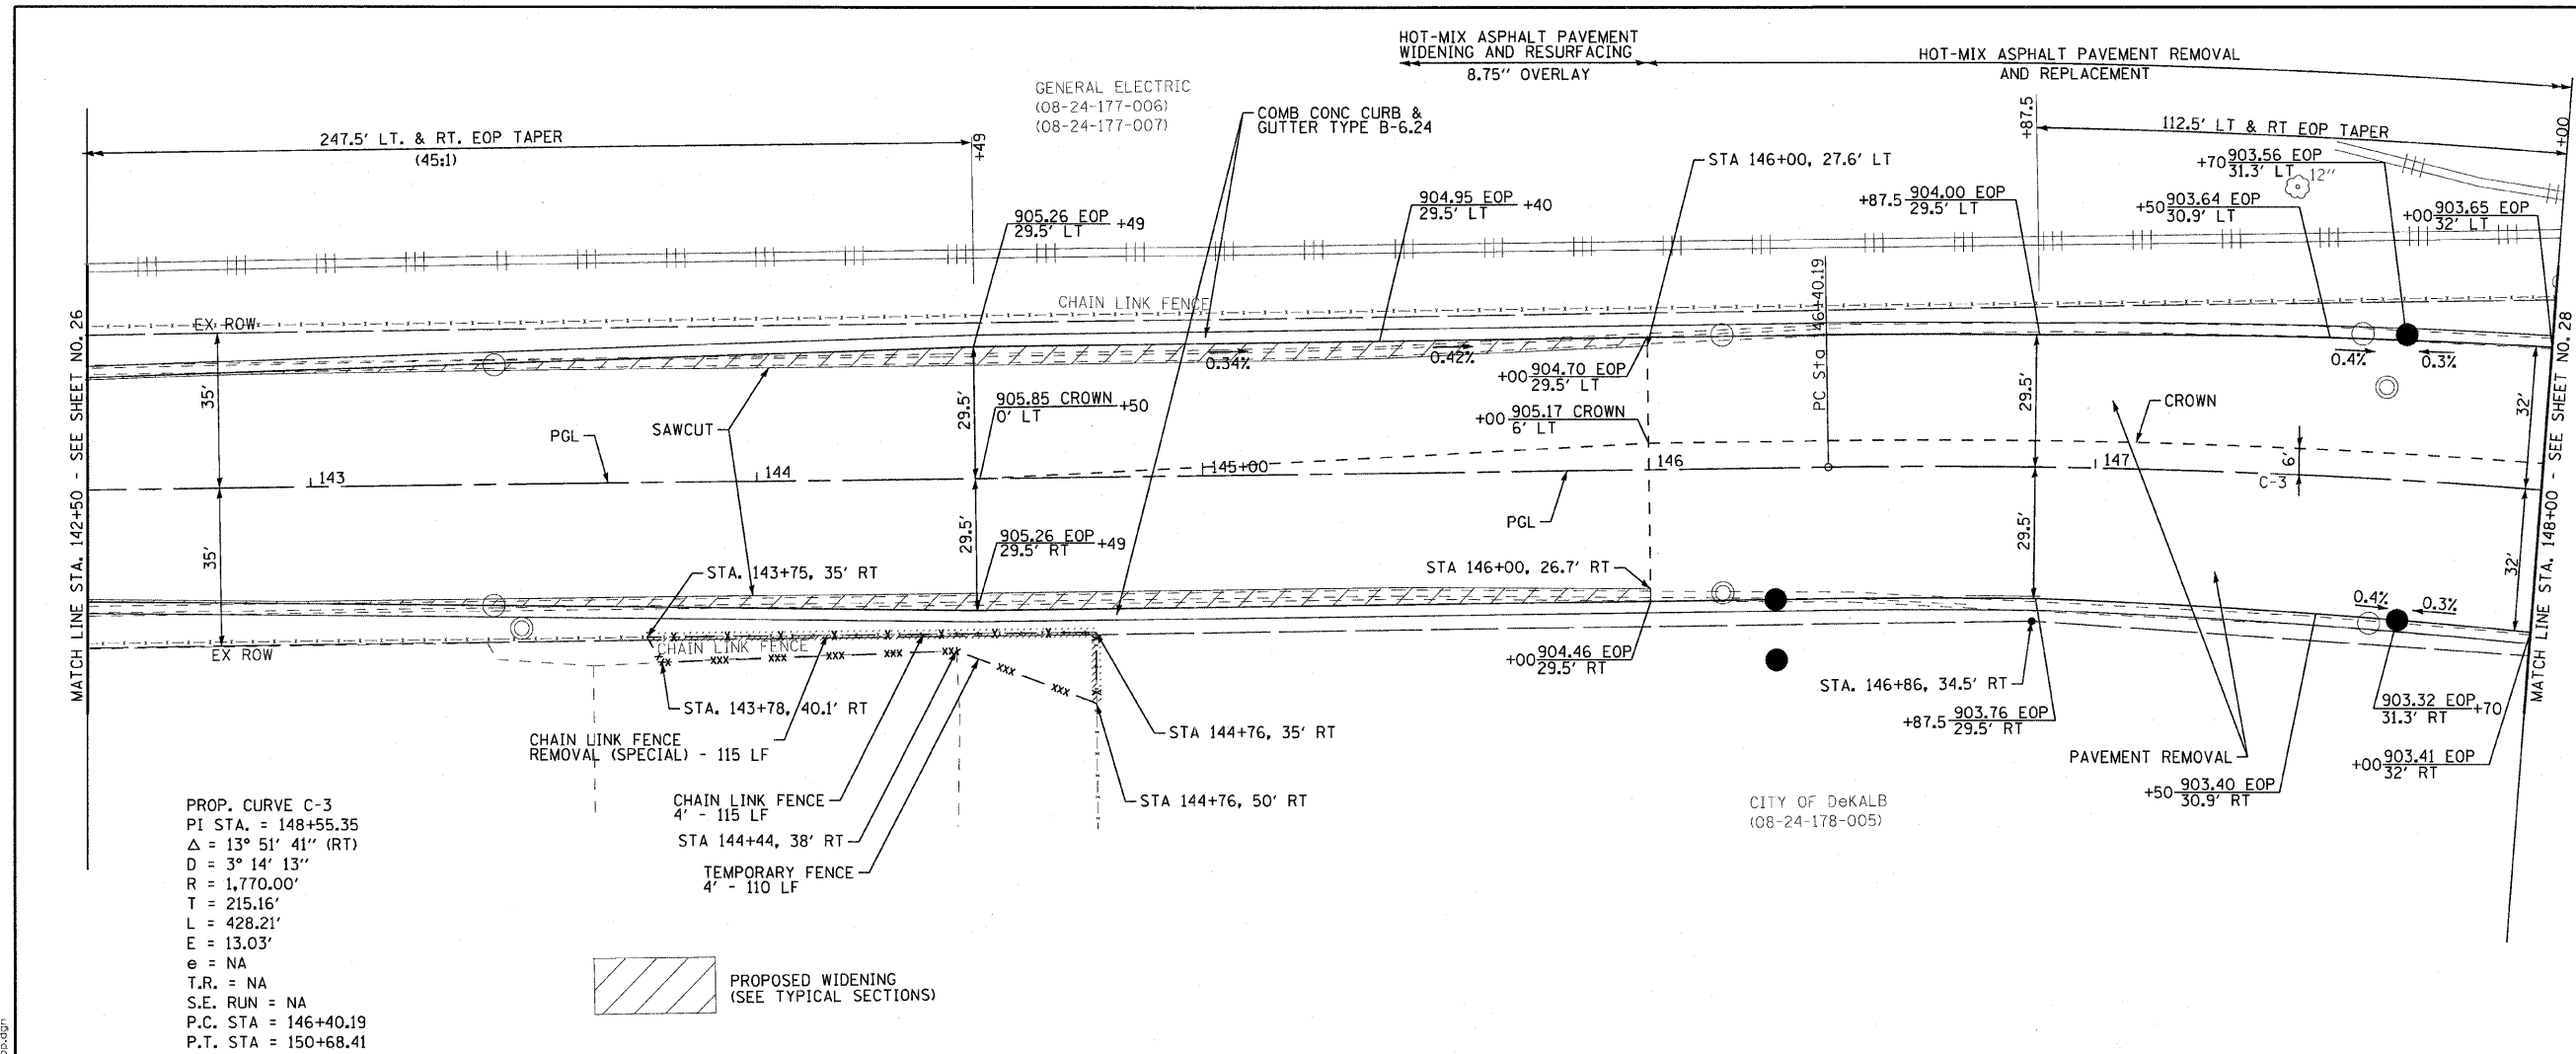 HOT-MIX ASPHALT PAVEMENT
WIDENING AND RESURFACING
8.75" OVERLAY
HOT-MIX ASPHALT PAVEMENT REMOVAL
AND REPLACEMENT
GENERAL ELECTRIC
(08-24-177-006)
(08-24-177-007)
COMB CONC CURB &
GUTTER TYPE B-6.24
247.5' LT. & RT. EOP TAPER
(45:1)
+49
+87.5
112.5' LT & RT EOP TAPER
+00
STA 146+00, 27.6' LT
905.26 EOP +49
29.5' LT
904.95 EOP +40
29.5' LT
+87.5 904.00 EOP
29.5' LT
+70 903.56 EOP
31.3' LT
12"
+50 903.64 EOP
30.9' LT
+00 903.65 EOP
32' LT
CHAIN LINK FENCE
EX ROW
PC Sta 146+40.19
0.34%
0.42%
0.4%
0.3%
+00 904.70 EOP
29.5' LT
35'
29.5'
905.85 CROWN +50
0' LT
+00 905.17 CROWN
6' LT
29.5'
CROWN
32'
PGL
SAWCUT
143
144
145+00
146
147
6'
C-3
MATCH LINE STA. 142+50 - SEE SHEET NO. 26
MATCH LINE STA. 148+00 - SEE SHEET NO. 28
35'
29.5'
PGL
29.5'
32'
905.26 EOP +49
29.5' RT
STA. 143+75, 35' RT
STA 146+00, 26.7' RT
0.4%
0.3%
EX ROW
CHAIN LINK FENCE
+00 904.46 EOP
29.5' RT
STA. 146+86, 34.5' RT
+87.5 903.76 EOP
29.5' RT
903.32 EOP +70
31.3' RT
STA. 143+78, 40.1' RT
STA 144+76, 35' RT
CHAIN LINK FENCE
REMOVAL (SPECIAL) - 115 LF
PAVEMENT REMOVAL
+00 903.41 EOP
32' RT
+50 903.40 EOP
30.9' RT
CHAIN LINK FENCE
4' - 115 LF
STA 144+76, 50' RT
CITY OF DeKALB
(08-24-178-005)
STA 144+44, 38' RT
TEMPORARY FENCE
4' - 110 LF
PROP. CURVE C-3
PI STA. = 148+55.35
Δ = 13° 51' 41" (RT)
D = 3° 14' 13"
R = 1,770.00'
T = 215.16'
L = 428.21'
E = 13.03'
e = NA
T.R. = NA
S.E. RUN = NA
P.C. STA = 146+40.19
P.T. STA = 150+68.41
PROPOSED WIDENING
(SEE TYPICAL SECTIONS)